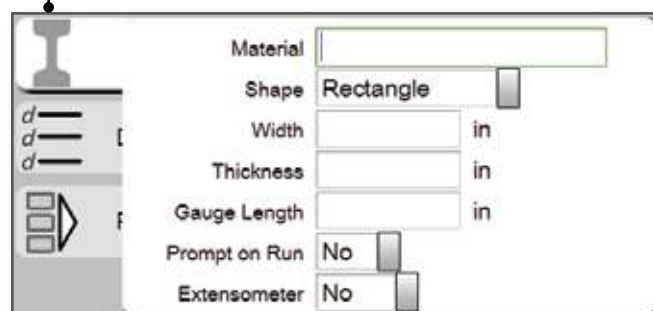 Material
Shape Rectangle
Width in
Thickness in
Gauge Length in
Prompt on Run No
Extensometer No
d
d
d